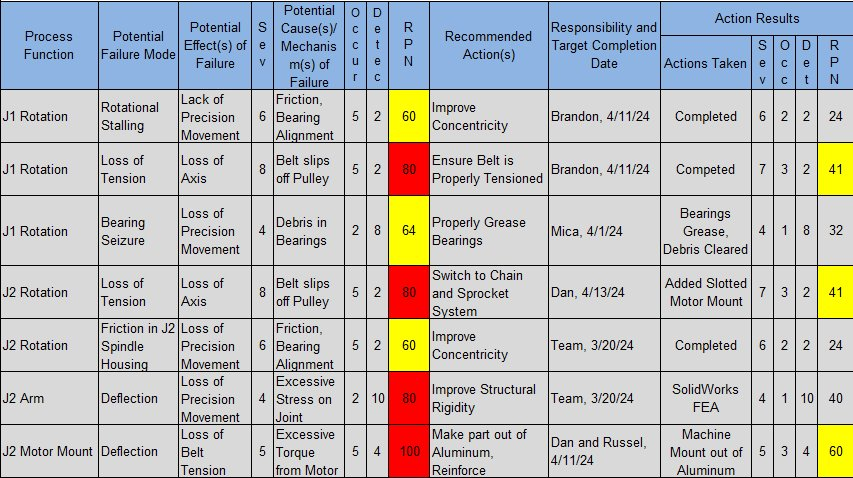 Process Function | Potential Failure Mode | Potential Effect(s) of Failure | Sev | Potential Cause(s)/ Mechanis m(s) of Failure | Occur | Detec | RPN | Recommended Action(s) | Responsibility and Target Completion Date | Action Results
Actions Taken | Sev | Occ | Det | RPN
J1 Rotation | Rotational Stalling | Lack of Precision Movement | 6 | Friction, Bearing Alignment | 5 | 2 | 60 | Improve Concentricity | Brandon, 4/11/24 | Completed | 6 | 2 | 2 | 24
J1 Rotation | Loss of Tension | Loss of Axis | 8 | Belt slips off Pulley | 5 | 2 | 80 | Ensure Belt is Properly Tensioned | Brandon, 4/11/24 | Competed | 7 | 3 | 2 | 41
J1 Rotation | Bearing Seizure | Loss of Precision Movement | 4 | Debris in Bearings | 2 | 8 | 64 | Properly Grease Bearings | Mica, 4/1/24 | Bearings Grease, Debris Cleared | 4 | 1 | 8 | 32
J2 Rotation | Loss of Tension | Loss of Axis | 8 | Belt slips off Pulley | 5 | 2 | 80 | Switch to Chain and Sprocket System | Dan, 4/13/24 | Added Slotted Motor Mount | 7 | 3 | 2 | 41
J2 Rotation | Friction in J2 Spindle Housing | Loss of Precision Movement | 6 | Friction, Bearing Alignment | 5 | 2 | 60 | Improve Concentricity | Team, 3/20/24 | Completed | 6 | 2 | 2 | 24
J2 Arm | Deflection | Loss of Precision Movement | 4 | Excessive Stress on Joint | 2 | 10 | 80 | Improve Structural Rigidity | Team, 3/20/24 | SolidWorks FEA | 4 | 1 | 10 | 40
J2 Motor Mount | Deflection | Loss of Belt Tension | 5 | Excessive Torque from Motor | 5 | 4 | 100 | Make part out of Aluminum, Reinforce | Dan and Russel, 4/11/24 | Machine Mount out of Aluminum | 5 | 3 | 4 | 60